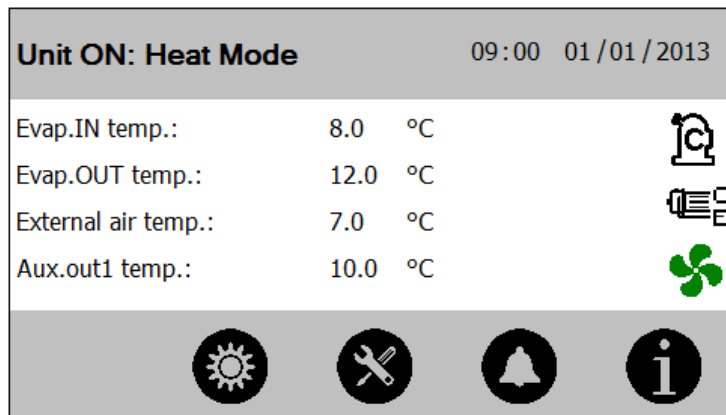 Unit ON: Heat Mode 09:00 01/01/2013
Evap.IN temp.: 8.0 °C
Evap.OUT temp.: 12.0 °C
External air temp.: 7.0 °C
Aux.out1 temp.: 10.0 °C
C